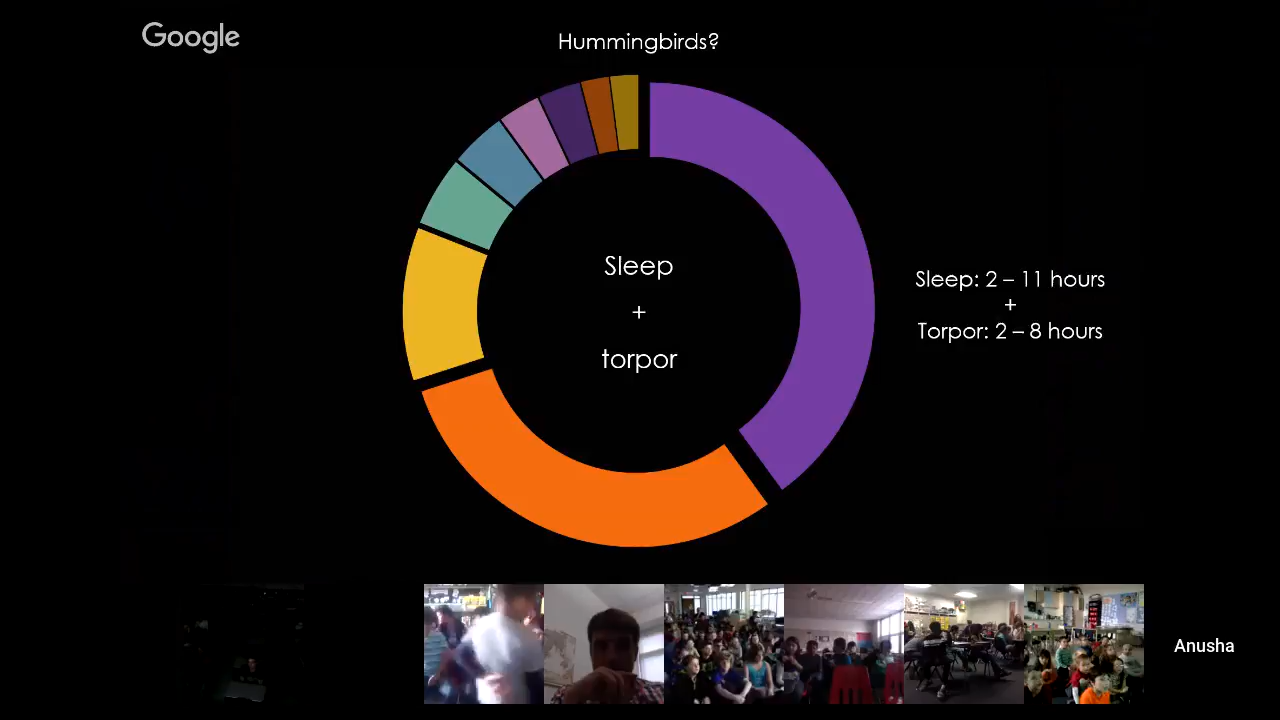 Google
Hummingbirds?
Sleep
+
torpor
Sleep: 2 – 11 hours
+
Torpor: 2 – 8 hours
Anusha